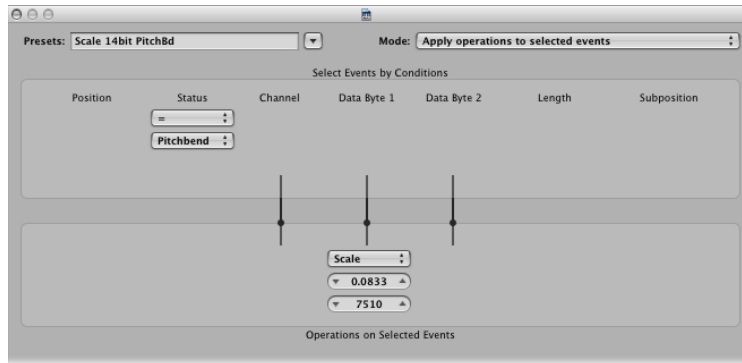 Presets: Scale 14bit PitchBd Mode: Apply operations to selected events
Select Events by Conditions
Position Status Channel Data Byte 1 Data Byte 2 Length Subposition
=
Pitchbend
Scale
0.0833
7510
Operations on Selected Events